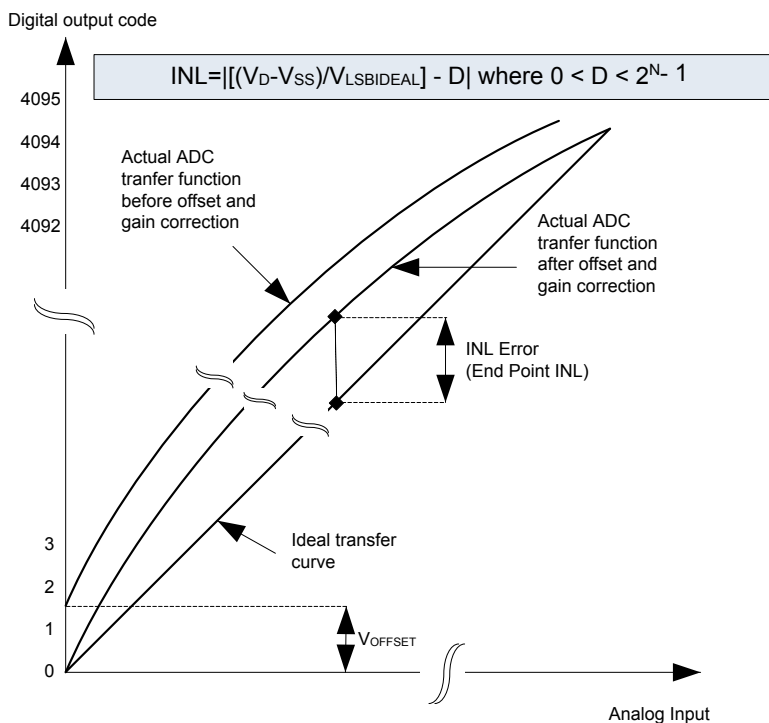 Digital output code
INL=|[(VD-VSS)/VLSBIDEAL] - D| where 0 < D < 2^N - 1
4095
4094
4093
4092
Actual ADC
tranfer function
before offset and
gain correction
Actual ADC
tranfer function
after offset and
gain correction
INL Error
(End Point INL)
Ideal transfer
curve
3
2
1
0
VOFFSET
Analog Input